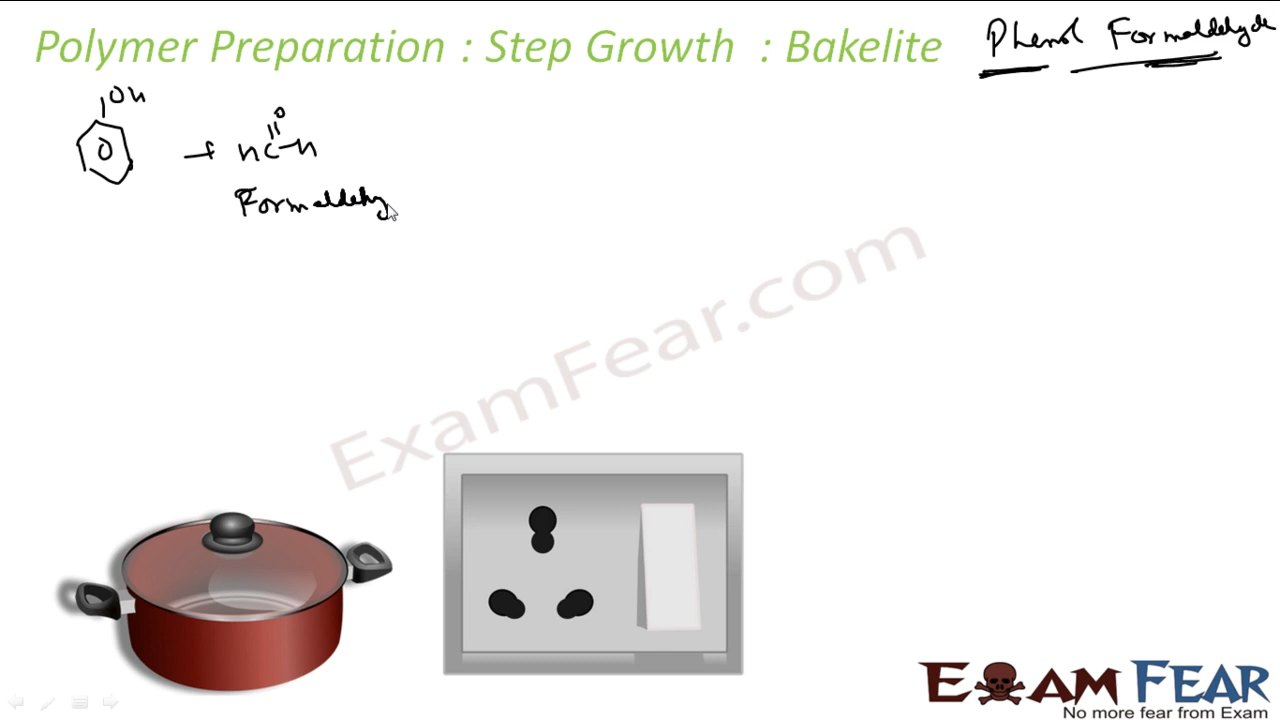 Polymer Preparation : Step Growth : Bakelite
Phenol Formaldehyde
OH
O
+ HC-H
Formaldehy
ExamFear.com
EXAM FEAR
No more fear from Exam